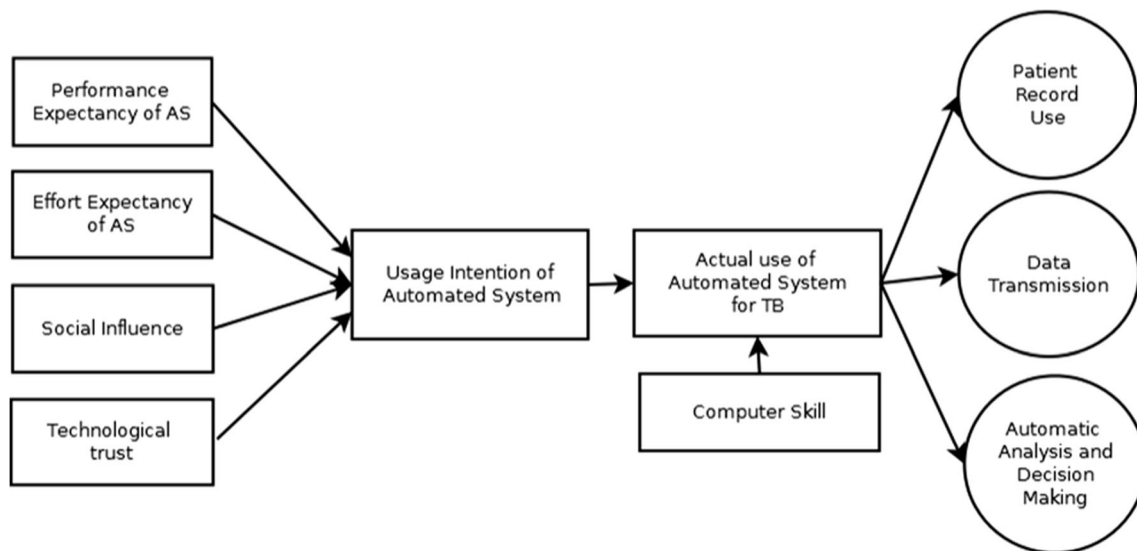 Performance
Expectancy of AS
Effort Expectancy
of AS
Social Influence
Technological
trust
Usage Intention of
Automated System
Actual use of
Automated System
for TB
Computer Skill
Patient
Record
Use
Data
Transmission
Automatic
Analysis and
Decision
Making